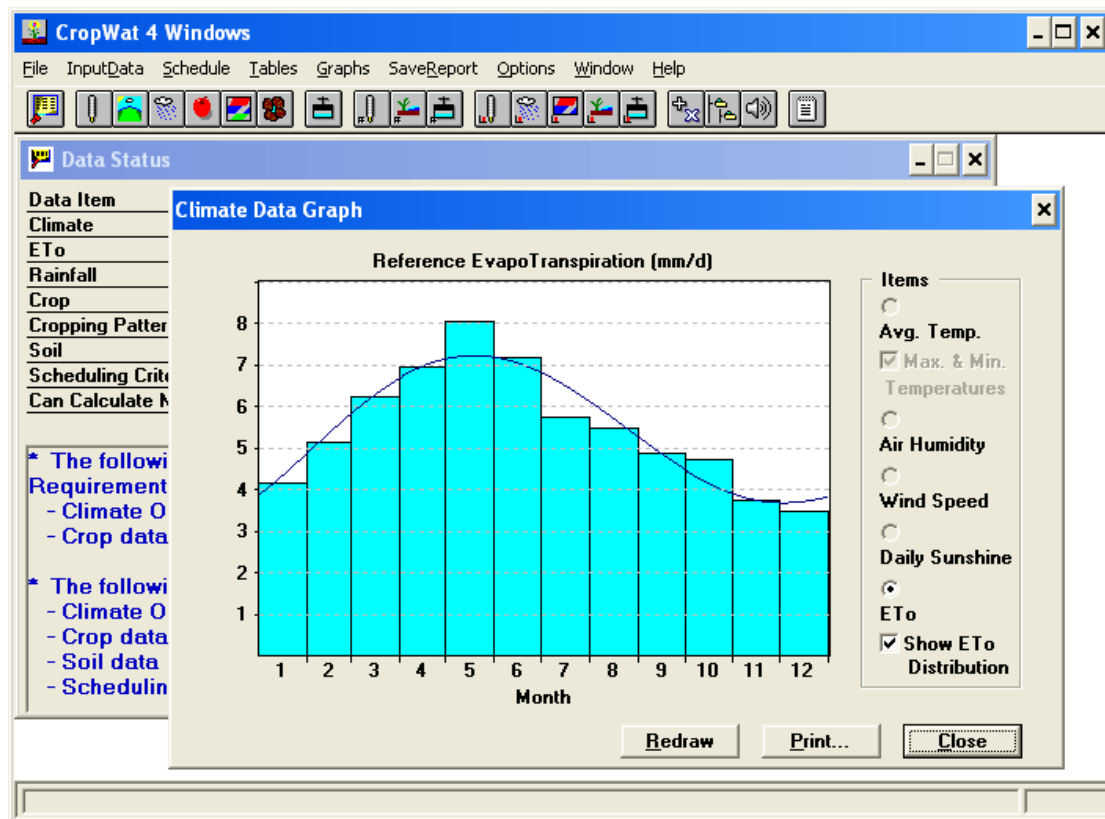 CropWat 4 Windows
File InputData Schedule Tables Graphs SaveReport Options Window Help
Data Status
Data Item
Climate
ETo
Rainfall
Crop
Cropping Patter
Soil
Scheduling Crite
Can Calculate
* The followi
Requirement
- Climate O
- Crop data
* The followi
- Climate O
- Crop data
- Soil data
- Schedulin
Climate Data Graph
Reference EvapoTranspiration (mm/d)
8
7
6
5
4
3
2
1
1 2 3 4 5 6 7 8 9 10 11 12
Month
Items
Avg. Temp.
Max. & Min.
Temperatures
Air Humidity
Wind Speed
Daily Sunshine
ETo
Show ETo
Distribution
Redraw Print... Close